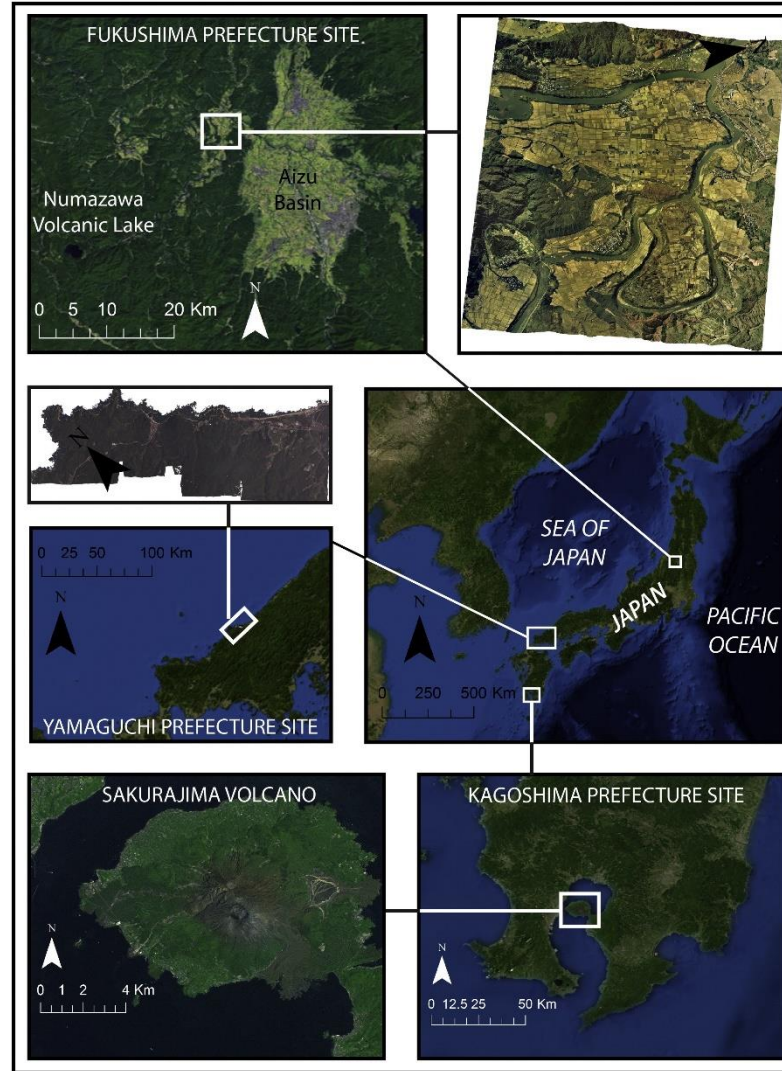 FUKUSHIMA PREFECTURE SITE
Numazawa
Volcanic Lake
Aizu
Basin
N
0 5 10 20 Km
N
N
0 25 50 100 Km
N
YAMAGUCHI PREFECTURE SITE
SEA OF
JAPAN
JAPAN
PACIFIC
OCEAN
N
0 250 500 Km
SAKURAJIMA VOLCANO
N
0 1 2 4 Km
KAGOSHIMA PREFECTURE SITE
N
0 12.5 25 50 Km